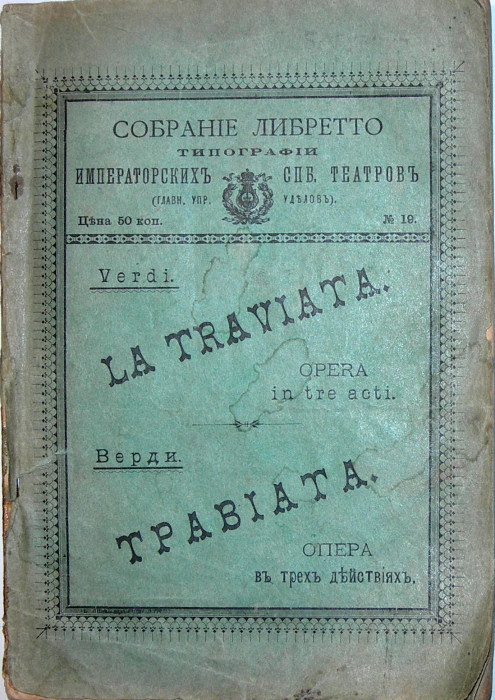 СОБРАНІЕ ЛИБРЕТТО
ТИПОГРАФІИ
ИМПЕРАТОРСКИХЪ СПБ. ТЕАТРОВЪ
(ГЛАВН. УПР. УДѢЛОВЪ).
Цѣна 50 коп. № 19.
Verdi.
LA TRAVIATA.
OPERA
in tre acti.
Верди.
ТРАВІАТА.
ОПЕРА
въ трехъ дѣйствіяхъ.